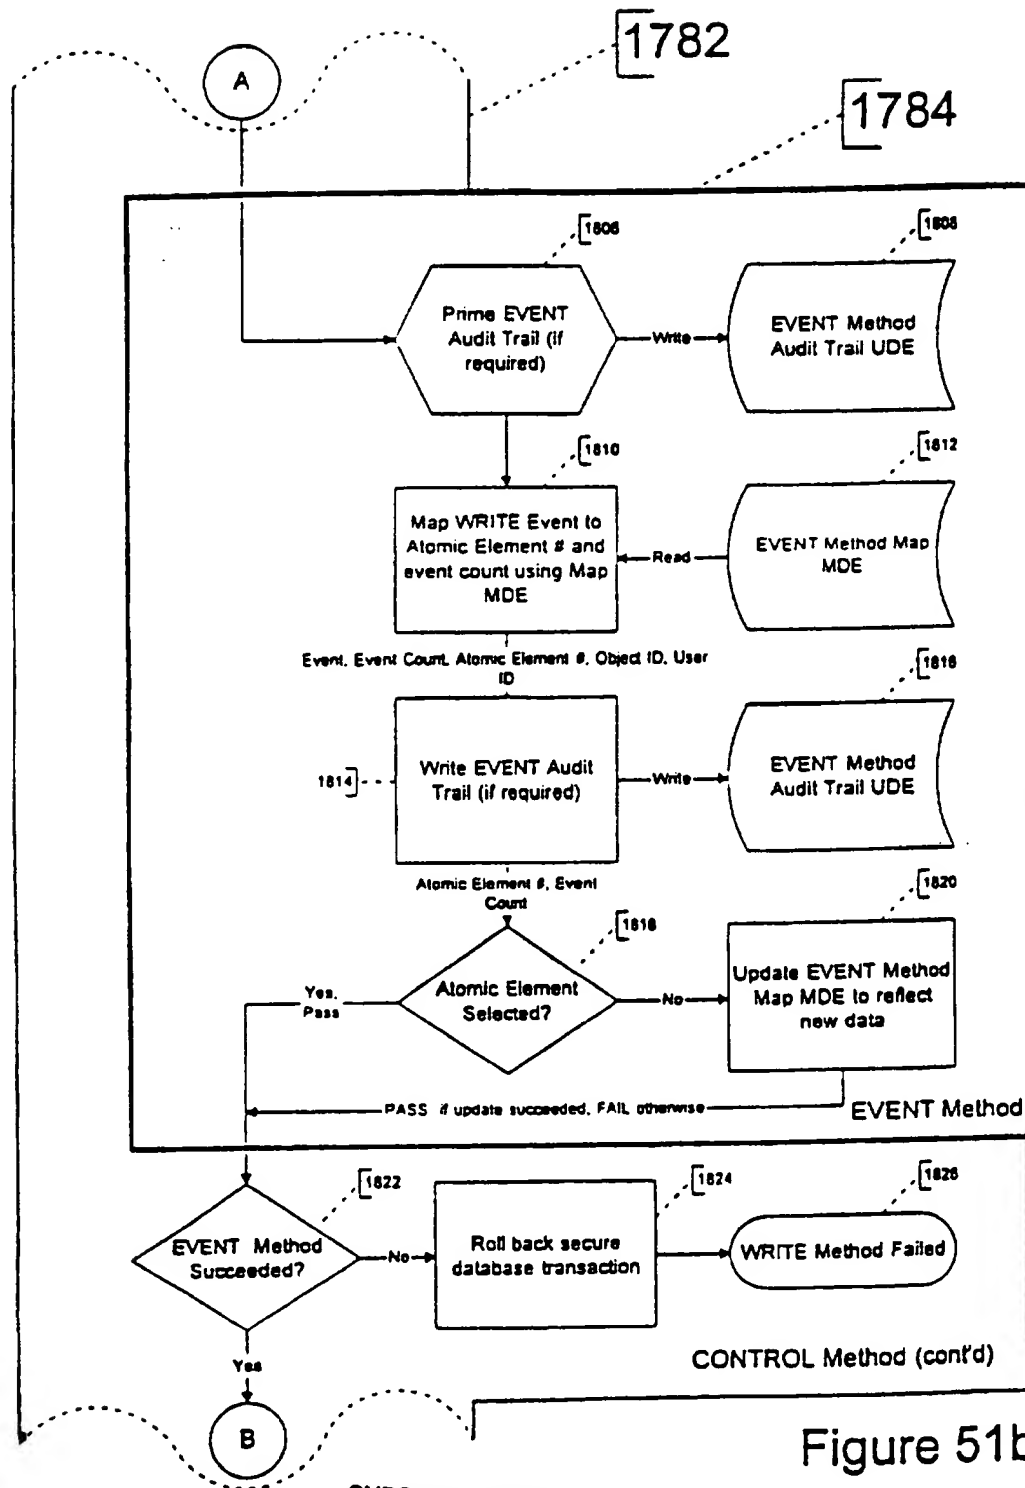 1782
A
1784
1806
1808
Prime EVENT
Audit Trail (if
required)
Write
EVENT Method
Audit Trail UDE
1810
1812
Map WRITE Event to
Atomic Element # and
event count using Map
MDE
Read
EVENT Method Map
MDE
Event, Event Count, Atomic Element #, Object ID, User
ID
1816
1814
Write EVENT Audit
Trail (if required)
Write
EVENT Method
Audit Trail UDE
Atomic Element #, Event
Count
1818
1820
Yes,
Pass
Atomic Element
Selected?
No
Update EVENT Method
Map MDE to reflect
new data
PASS if update succeeded, FAIL otherwise
EVENT Method
1822
1824
1826
EVENT Method
Succeeded?
No
Roll back secure
database transaction
WRITE Method Failed
Yes
CONTROL Method (cont'd)
B
Figure 51b